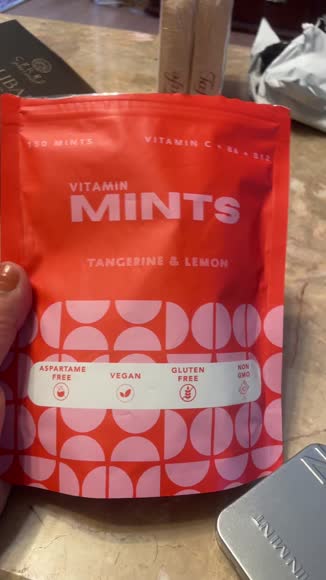 150 MINTS
VITAMIN C + B6 + B12
VITAMIN
MINTS
TANGERINE & LEMON
ASPARTAME
FREE
VEGAN
GLUTEN
FREE
NON
GMO